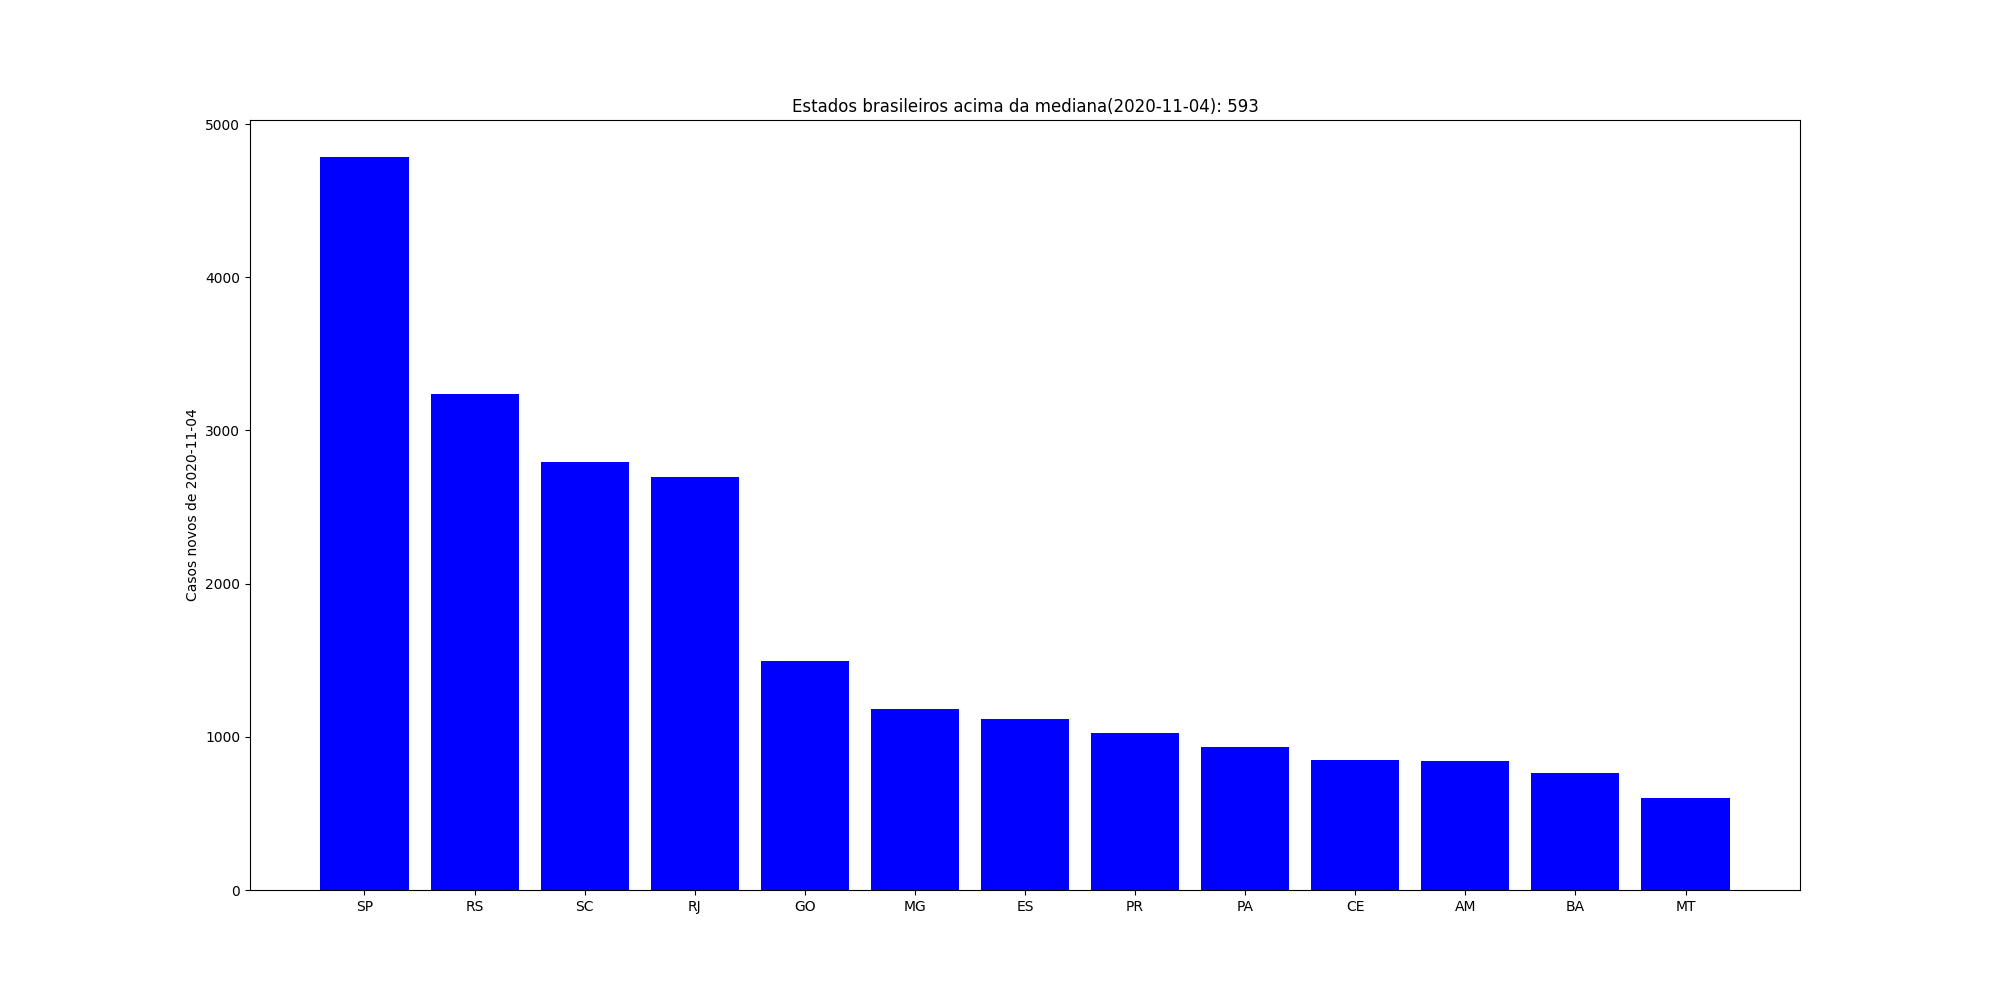 Estados brasileiros acima da mediana(2020-11-04): 593
Casos novos de 2020-11-04
5000
4000
3000
2000
1000
0
SP RS SC RJ GO MG ES PR PA CE AM BA MT